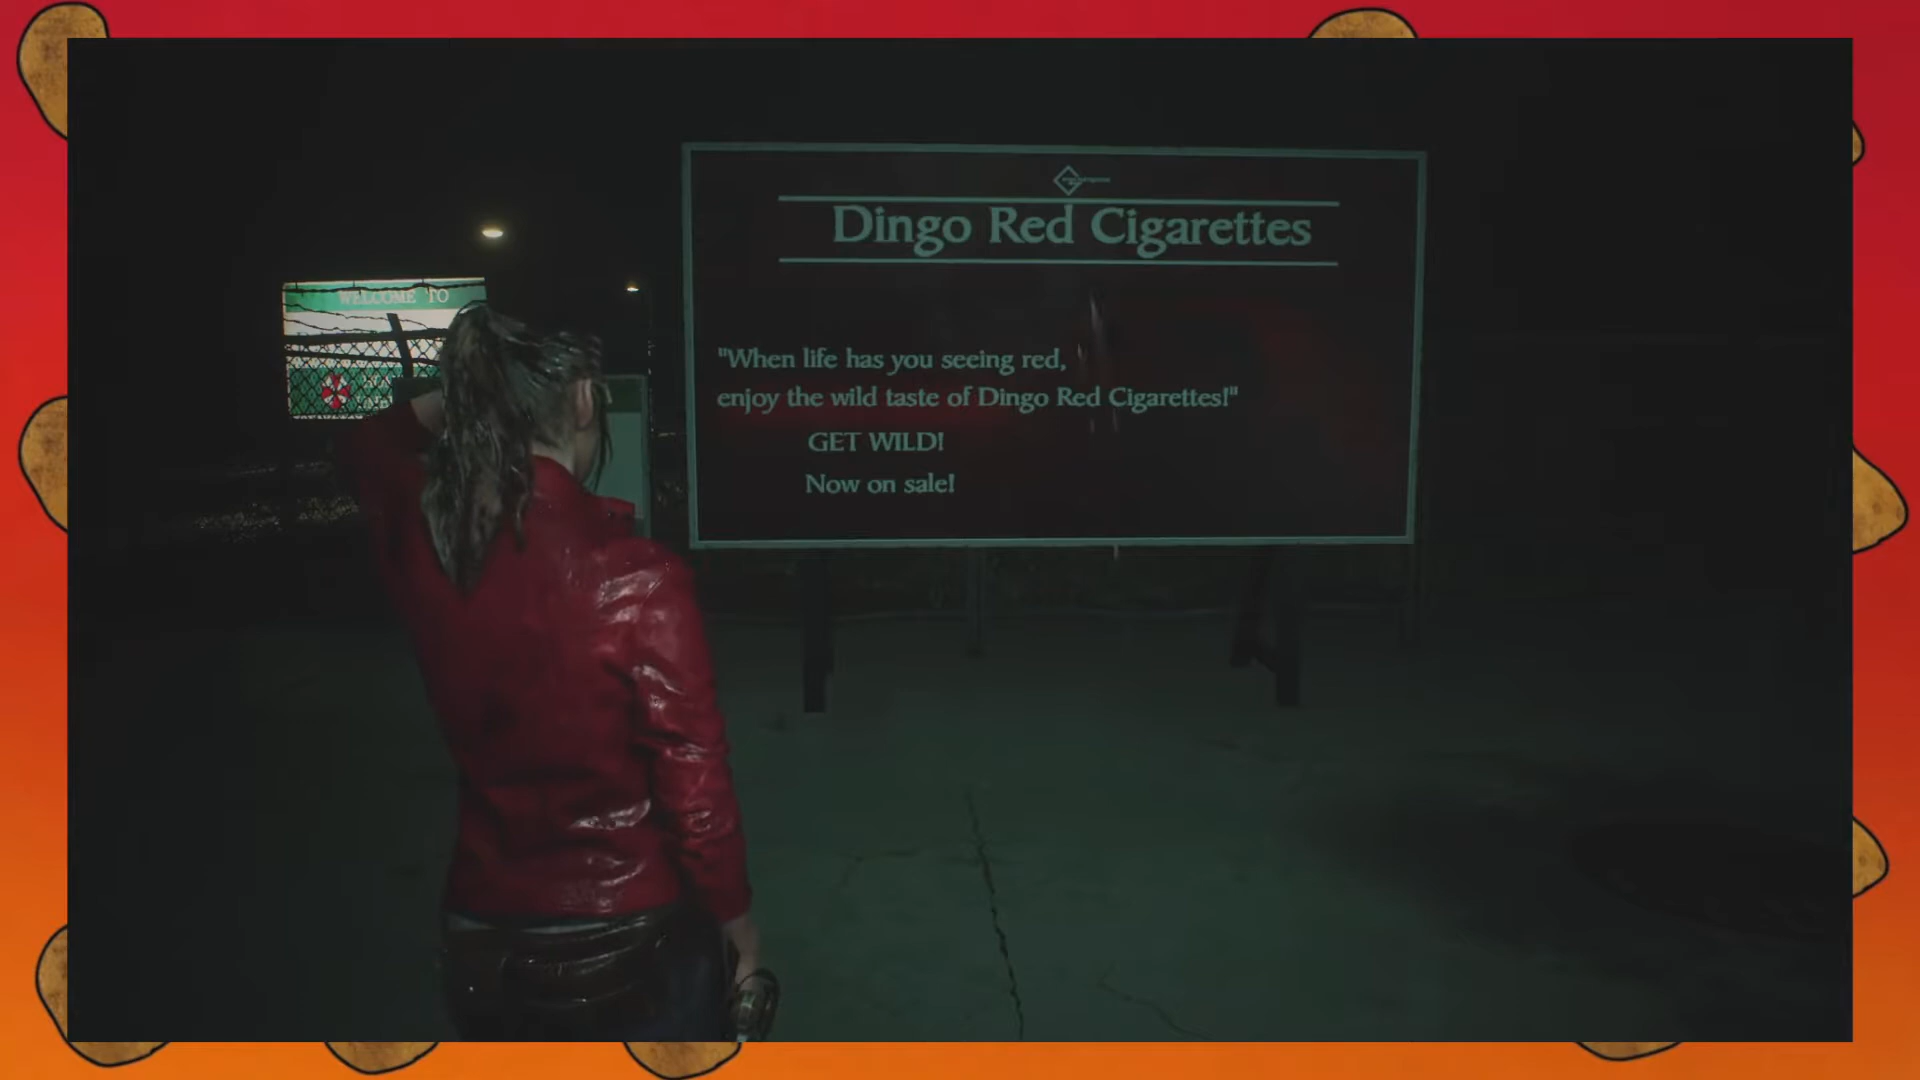 WELCOME TO
Dingo Red Cigarettes
"When life has you seeing red,
enjoy the wild taste of Dingo Red Cigarettes!"
GET WILD!
Now on sale!